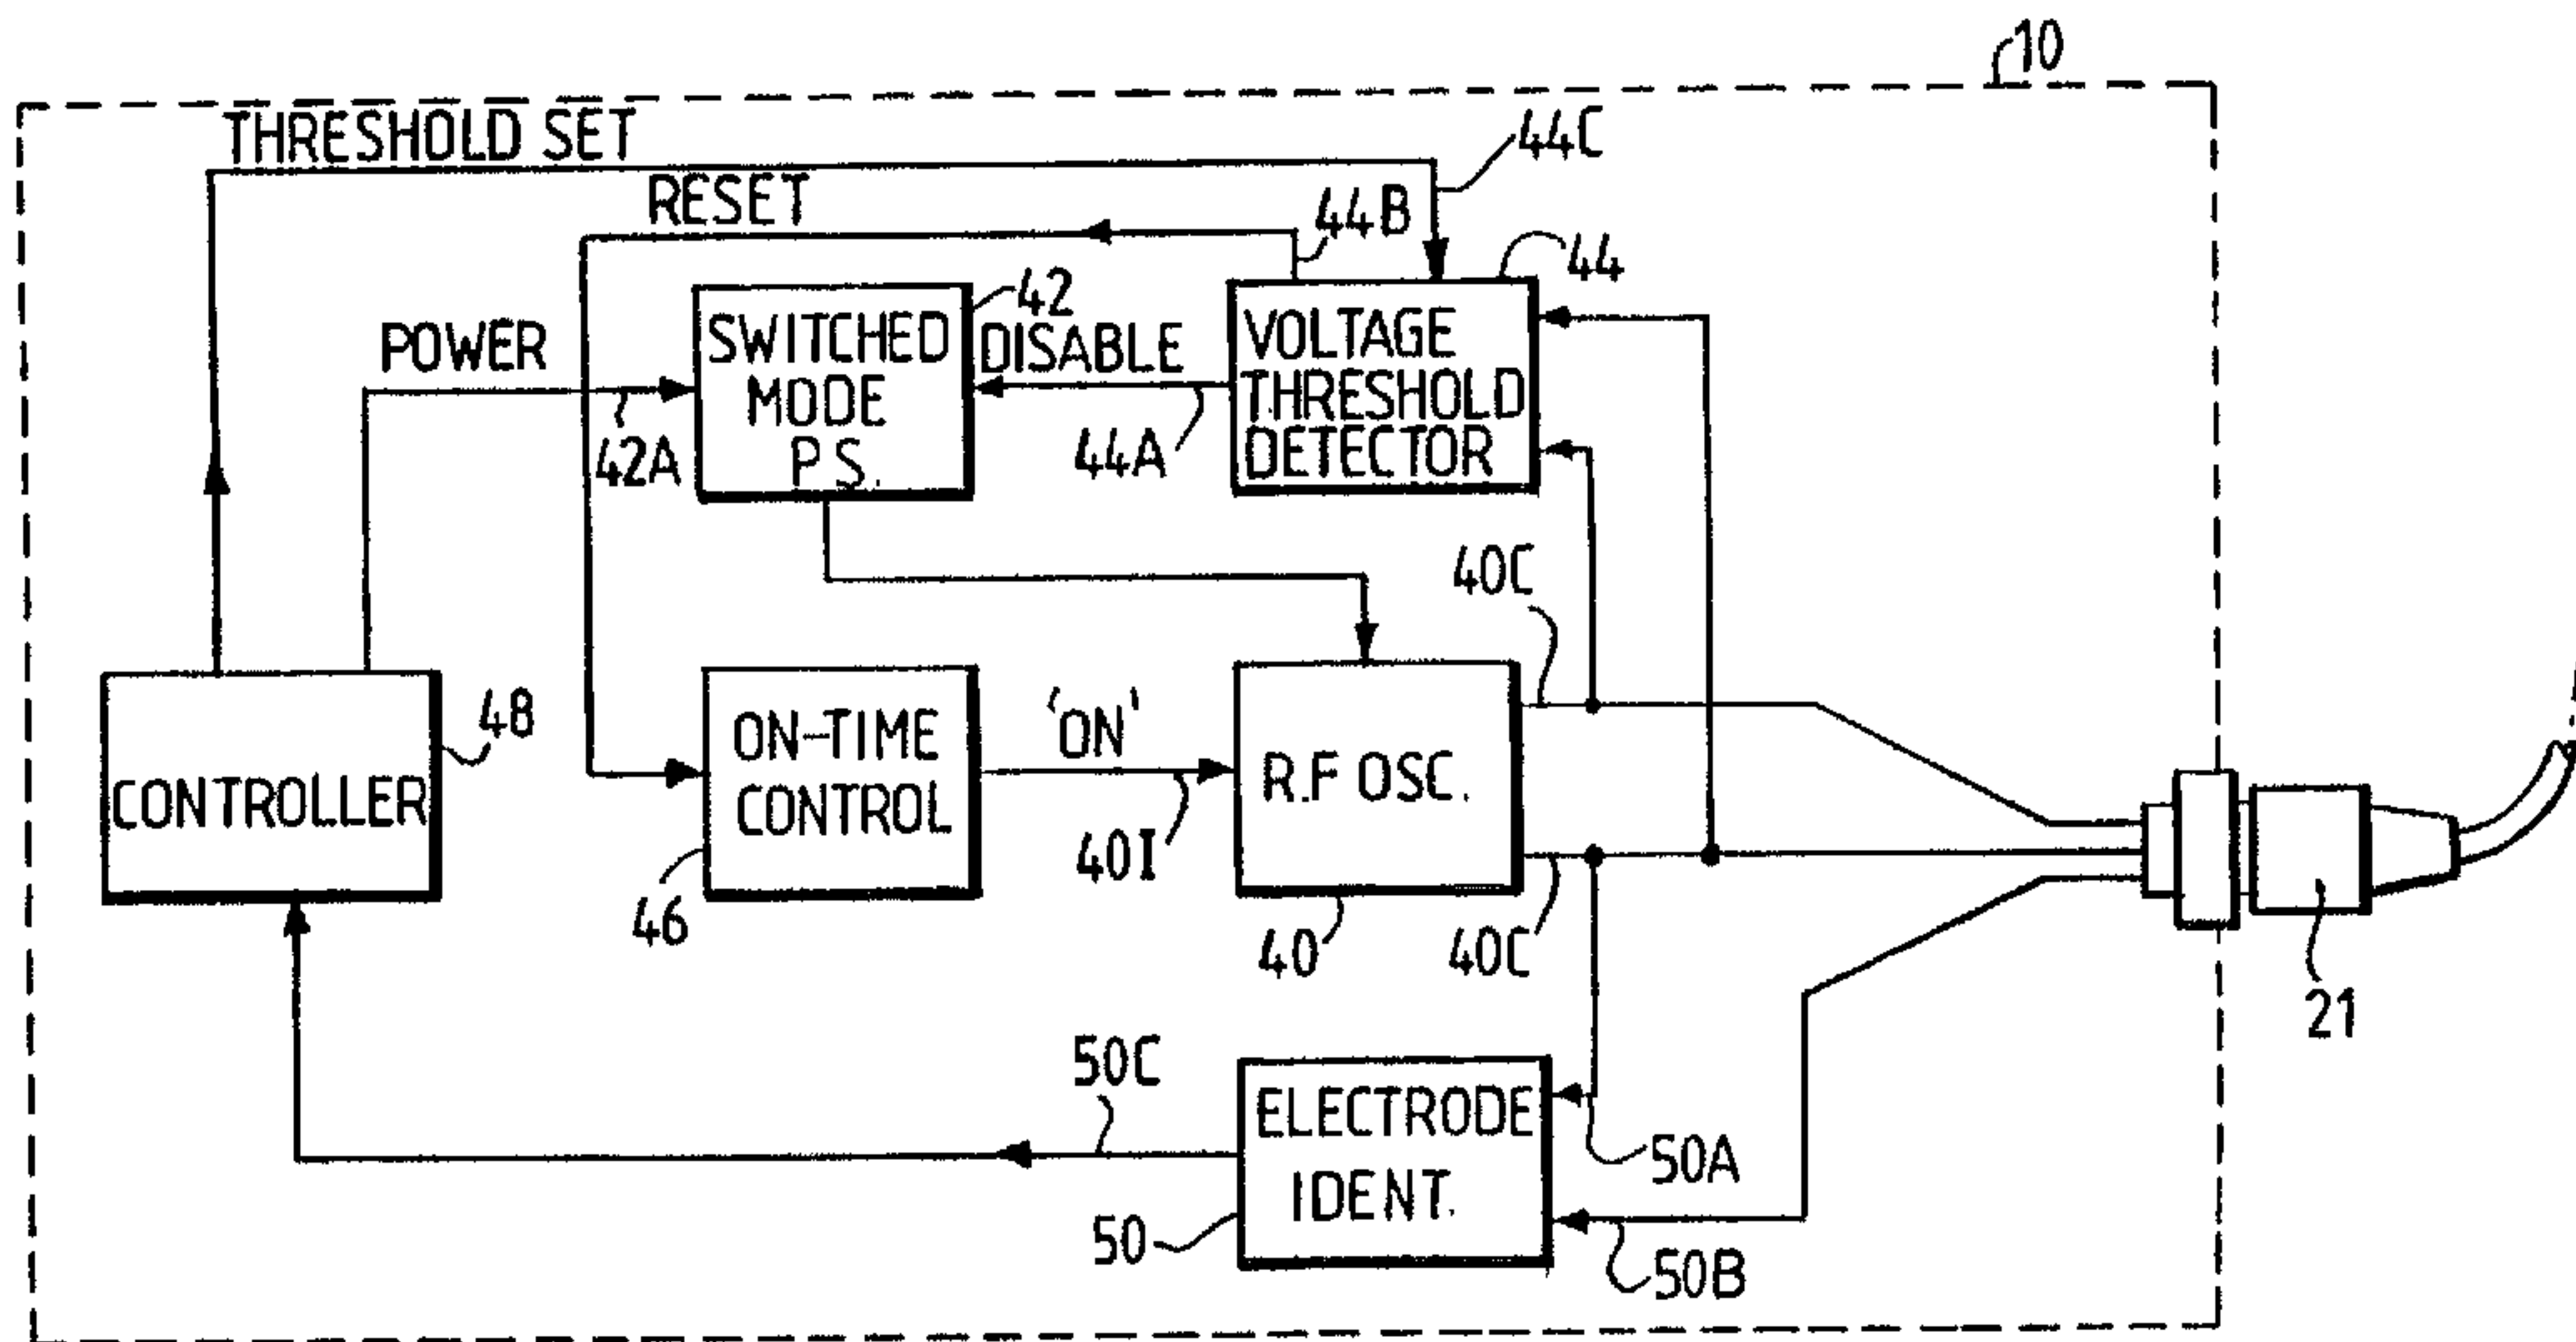 10
THRESHOLD SET
44C
RESET
44B
44
42
SWITCHED
MODE
P.S.
POWER
42A
DISABLE
44A
VOLTAGE
THRESHOLD
DETECTOR
40C
48
CONTROLLER
ON-TIME
CONTROL
46
'ON'
40I
R.F OSC.
40
40C
21
50C
ELECTRODE
IDENT.
50
50A
50B